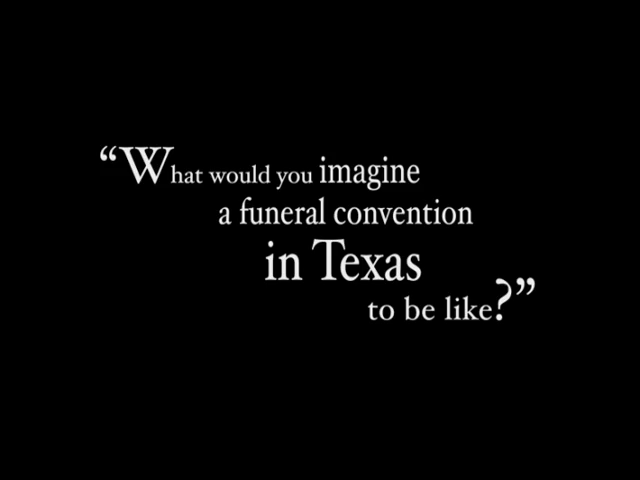 “What would you imagine
a funeral convention
in Texas
to be like?”